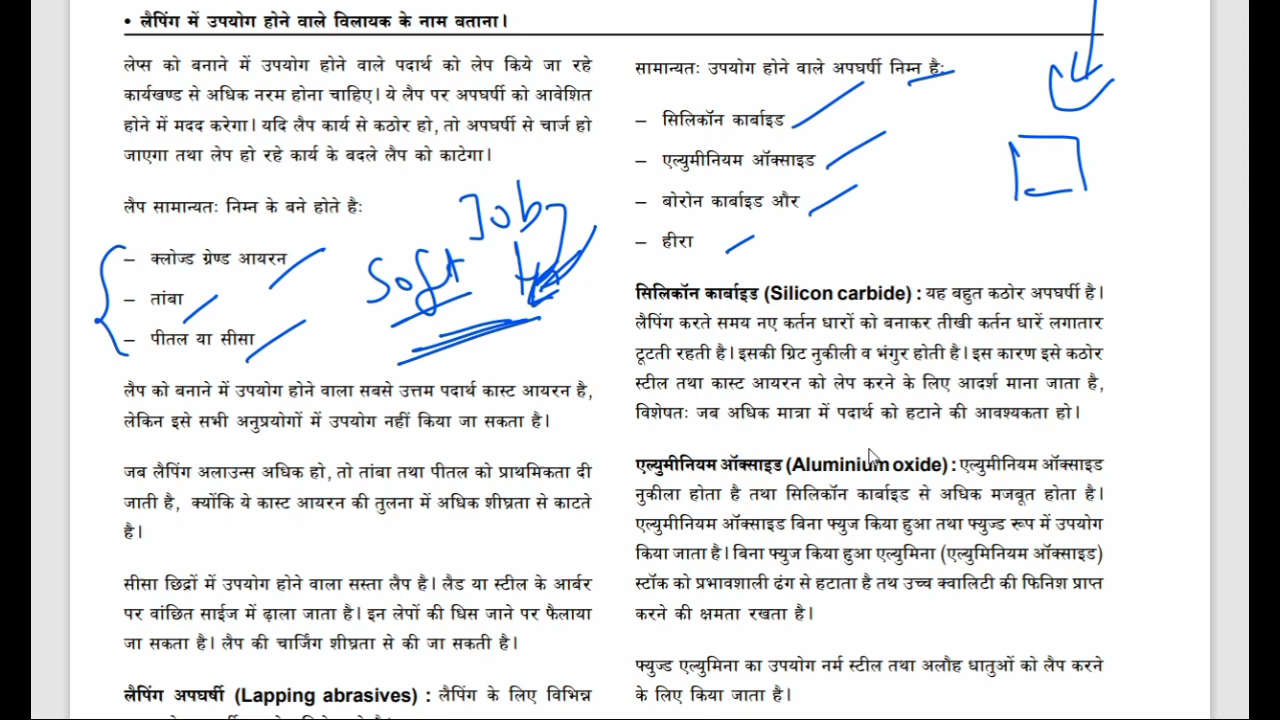 • लैपिंग में उपयोग होने वाले विलायक के नाम बताना।
लेप्स को बनाने में उपयोग होने वाले पदार्थ को लेप किये जा रहे
कार्यखण्ड से अधिक नरम होना चाहिए। ये लैप पर अपघर्षी को आवेशित
होने में मदद करेगा। यदि लैप कार्य से कठोर हो, तो अपघर्षी से चार्ज हो
जाएगा तथा लेप हो रहे कार्य के बदले लैप को काटेगा।
लैप सामान्यतः निम्न के बने होते हैः
– क्लोज्ड ग्रेण्ड आयरन
– तांबा
– पीतल या सीसा
Job
Soft
लैप को बनाने में उपयोग होने वाला सबसे उत्तम पदार्थ कास्ट आयरन है,
लेकिन इसे सभी अनुप्रयोगों में उपयोग नहीं किया जा सकता है।
जब लैपिंग अलाउन्स अधिक हो, तो तांबा तथा पीतल को प्राथमिकता दी
जाती है, क्योंकि ये कास्ट आयरन की तुलना में अधिक शीघ्रता से काटते
है।
सीसा छिद्रों में उपयोग होने वाला सस्ता लैप है। लैड या स्टील के आर्बर
पर वांछित साईज में ढ़ाला जाता है। इन लेपों की घिस जाने पर फैलाया
जा सकता है। लैप की चार्जिंग शीघ्रता से की जा सकती है।
लैपिंग अपघर्षी (Lapping abrasives) : लैपिंग के लिए विभिन्न
सामान्यतः उपयोग होने वाले अपघर्षी निम्न हैः
– सिलिकॉन कार्बाइड
– एल्युमीनियम ऑक्साइड
– बोरोन कार्बाइड और
– हीरा
सिलिकॉन कार्बाइड (Silicon carbide) : यह बहुत कठोर अपघर्षी है।
लैपिंग करते समय नए कर्तन धारों को बनाकर तीखी कर्तन धारें लगातार
टूटती रहती है। इसकी ग्रिट नुकीली व भंगुर होती है। इस कारण इसे कठोर
स्टील तथा कास्ट आयरन को लेप करने के लिए आदर्श माना जाता है,
विशेषतः जब अधिक मात्रा में पदार्थ को हटाने की आवश्यकता हो।
एल्युमीनियम ऑक्साइड (Aluminium oxide) : एल्युमीनियम ऑक्साइड
नुकीला होता है तथा सिलिकॉन कार्बाइड से अधिक मजबूत होता है।
एल्युमीनियम ऑक्साइड बिना फ्युज किया हुआ तथा फ्युज्ड रूप में उपयोग
किया जाता है। बिना फ्युज किया हुआ एल्युमिना (एल्युमिनियम ऑक्साइड)
स्टॉक को प्रभावशाली ढंग से हटाता है तथ उच्च क्वालिटी की फिनिश प्राप्त
करने की क्षमता रखता है।
फ्युज्ड एल्युमिना का उपयोग नर्म स्टील तथा अलौह धातुओं को लैप करने
के लिए किया जाता है।